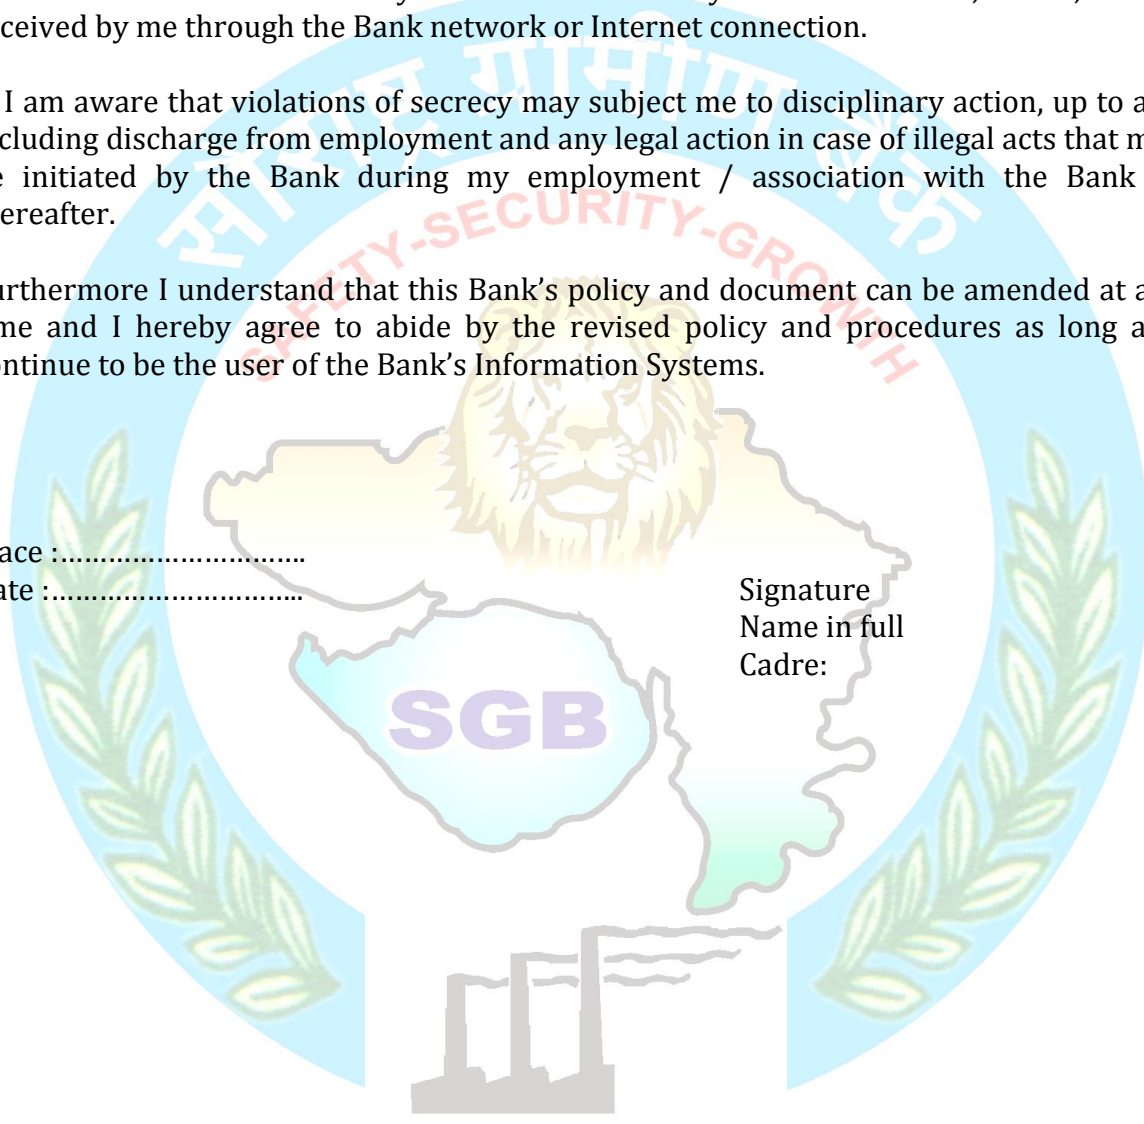 ceived by me through the Bank network or Internet connection.
I am aware that violations of secrecy may subject me to disciplinary action, up to a
cluding discharge from employment and any legal action in case of illegal acts that m
e initiated by the Bank during my employment / association with the Bank
ereafter.
urthermore I understand that this Bank’s policy and document can be amended at a
me and I hereby agree to abide by the revised policy and procedures as long a
ontinue to be the user of the Bank’s Information Systems.
ace :…………………………..
ate :…………………………...
Signature
Name in full
Cadre:
सौराष्ट्र ग्रामीण बैंक
SAFETY-SECURITY-GROWTH
SGB